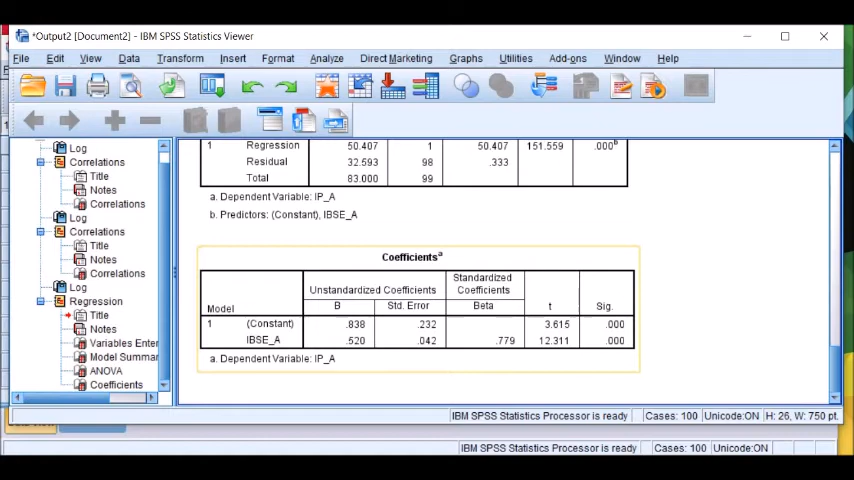 *Output2 [Document2] - IBM SPSS Statistics Viewer
File Edit View Data Transform Insert Format Analyze Direct Marketing Graphs Utilities Add-ons Window Help
Log
Correlations
Title
Notes
Correlations
Log
Correlations
Title
Notes
Correlations
Log
Regression
Title
Notes
Variables Enter
Model Summa
ANOVA
Coefficients
1 Regression 50.407 1 50.407 151.559 .000b
Residual 32.593 98 .333
Total 83.000 99
a. Dependent Variable: IP_A
b. Predictors: (Constant), IBSE_A
Coefficientsa
Model Unstandardized Coefficients Standardized Coefficients t Sig.
B Std. Error Beta
1 (Constant) .838 .232 3.615 .000
IBSE_A .520 .042 .779 12.311 .000
a. Dependent Variable: IP_A
IBM SPSS Statistics Processor is ready Cases: 100 Unicode:ON H: 26, W: 750 pt.
IBM SPSS Statistics Processor is ready Cases: 100 Unicode:ON